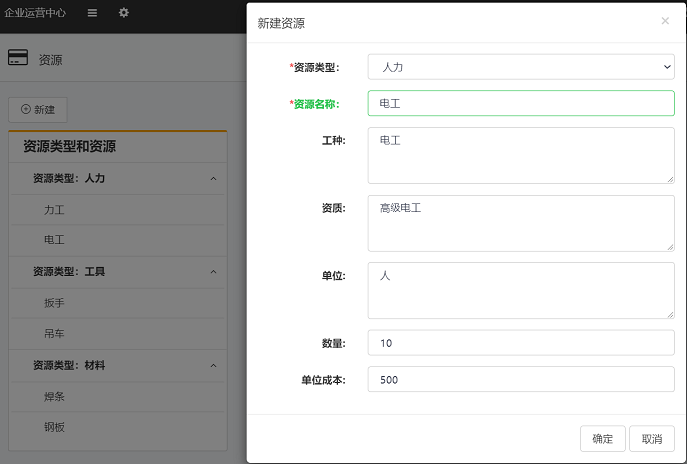 企业运营中心
资源
新建
资源类型和资源
资源类型：人力
力工
电工
资源类型：工具
扳手
吊车
资源类型：材料
焊条
钢板
新建资源
×
*资源类型： 人力
*资源名称： 电工
工种: 电工
资质: 高级电工
单位: 人
数量: 10
单位成本: 500
确定 取消